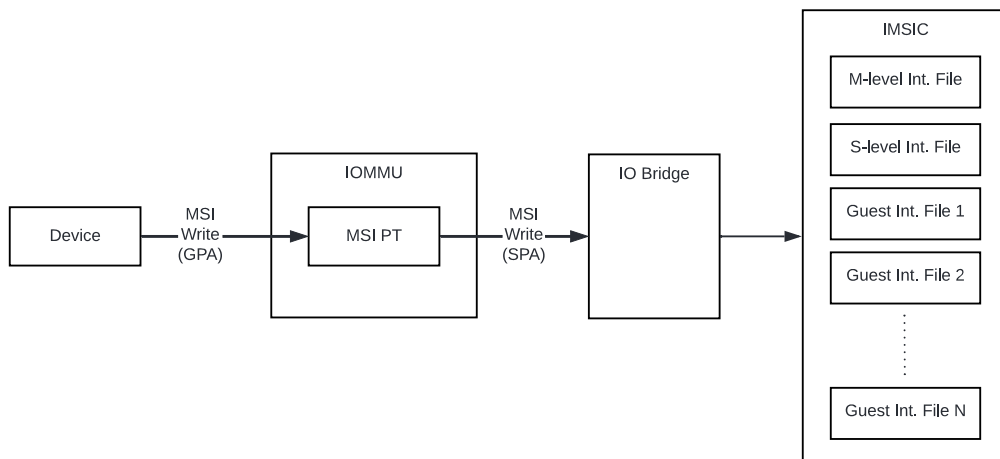 Device
MSI
Write
(GPA)
IOMMU
MSI PT
MSI
Write
(SPA)
IO Bridge
IMSIC
M-level Int. File
S-level Int. File
Guest Int. File 1
Guest Int. File 2
Guest Int. File N